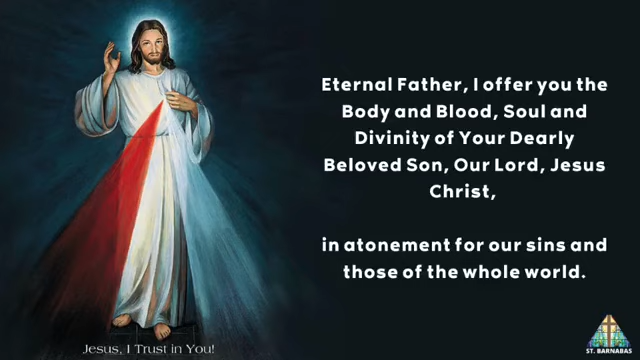 Eternal Father, I offer you the
Body and Blood, Soul and
Divinity of Your Dearly
Beloved Son, Our Lord, Jesus
Christ,
in atonement for our sins and
those of the whole world.
Jesus, I Trust in You!
ST. BARNABAS